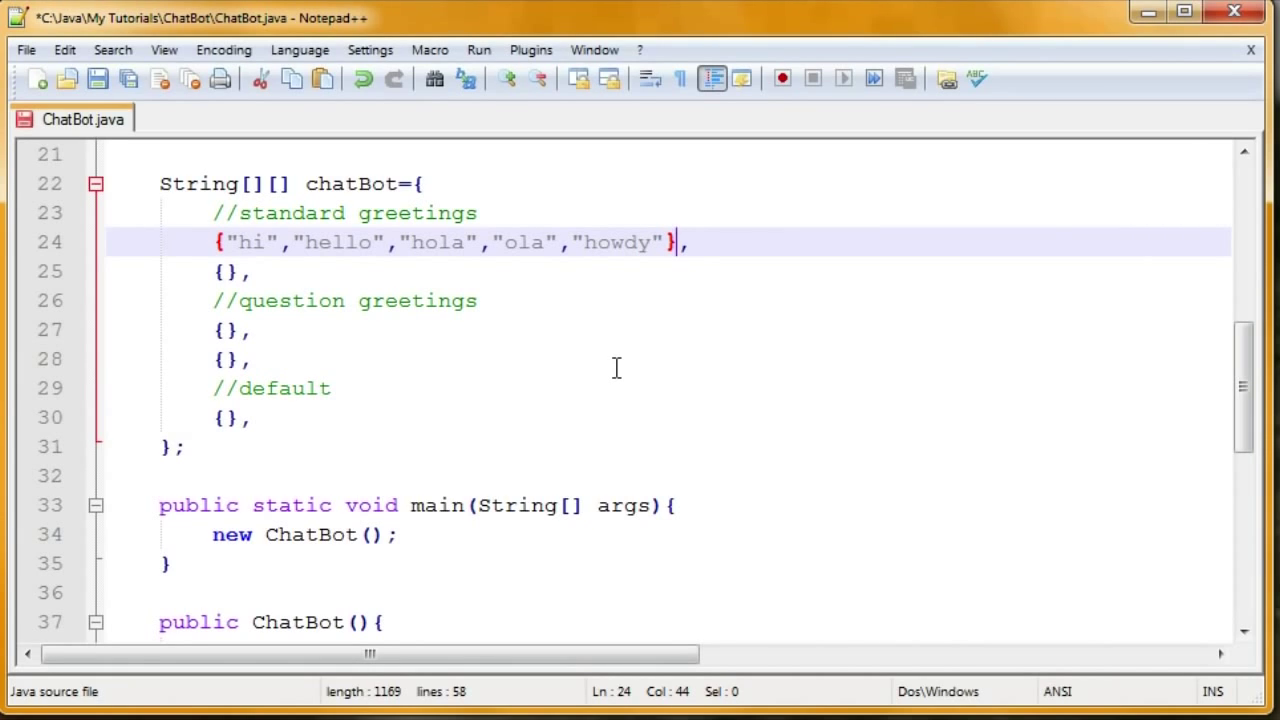 *C:\Java\My Tutorials\ChatBot\ChatBot.java - Notepad++
File Edit Search View Encoding Language Settings Macro Run Plugins Window ? X
ABC
ChatBot.java
21
22 String[][] chatBot={
23 //standard greetings
24 {"hi","hello","hola","ola","howdy"},
25 {},
26 //question greetings
27 {},
28 {},
29 //default
30 {},
31 };
32
33 public static void main(String[] args){
34 new ChatBot();
35 }
36
37 public ChatBot(){
Java source file length : 1169 lines : 58 Ln : 24 Col : 44 Sel : 0 Dos\Windows ANSI INS